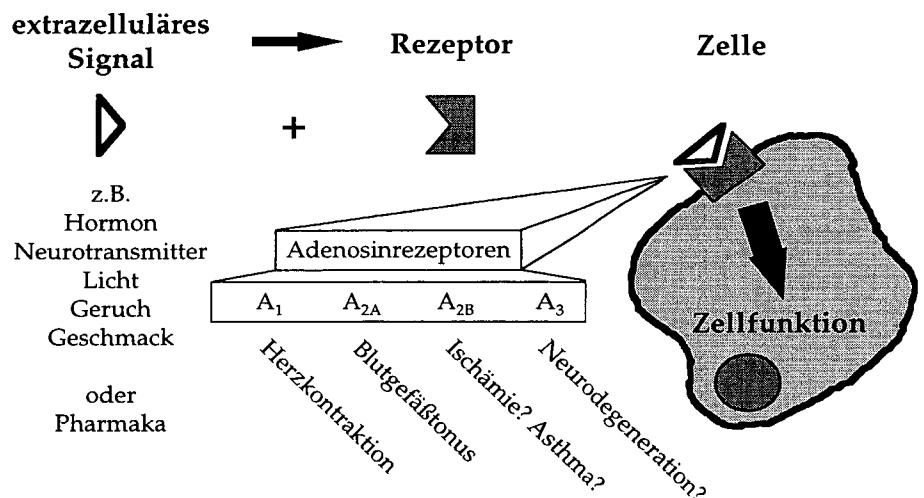 extrazelluläres
Signal
Rezeptor
Zelle
+
z.B.
Hormon
Neurotransmitter
Licht
Geruch
Geschmack
oder
Pharmaka
Adenosinrezeptoren
A₁ A₂A A₂B A₃
Herzkontraktion
Blutgefäßtonus
Ischämie? Asthma?
Neurodegeneration?
Zellfunktion